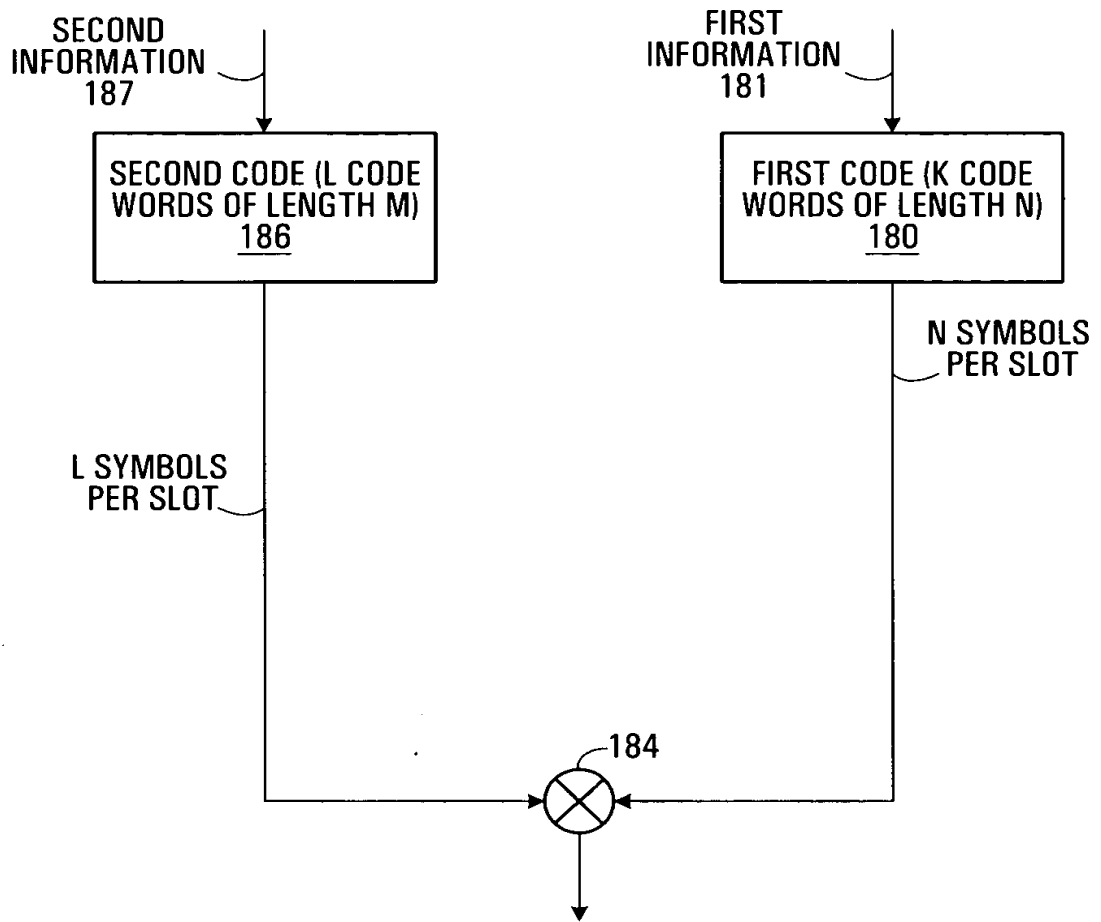 SECOND
INFORMATION
187
FIRST
INFORMATION
181
SECOND CODE (L CODE
WORDS OF LENGTH M)
186
FIRST CODE (K CODE
WORDS OF LENGTH N)
180
N SYMBOLS
PER SLOT
L SYMBOLS
PER SLOT
184